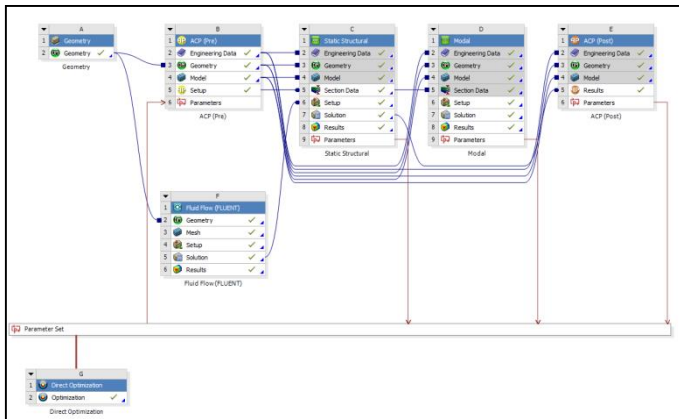 A
1 Geometry
2 Geometry
Geometry
B
1 ACP (Pre)
2 Engineering Data
3 Geometry
4 Model
5 Setup
6 Parameters
ACP (Pre)
C
1 Static Structural
2 Engineering Data
3 Geometry
4 Model
5 Section Data
6 Setup
7 Solution
8 Results
9 Parameters
Static Structural
D
1 Modal
2 Engineering Data
3 Geometry
4 Model
5 Section Data
6 Setup
7 Solution
8 Results
9 Parameters
Modal
E
1 ACP (Post)
2 Engineering Data
3 Geometry
4 Model
5 Results
6 Parameters
ACP (Post)
F
1 Fluid Flow (FLUENT)
2 Geometry
3 Mesh
4 Setup
5 Solution
6 Results
Fluid Flow (FLUENT)
Parameter Set
G
1 Direct Optimization
2 Optimization
Direct Optimization